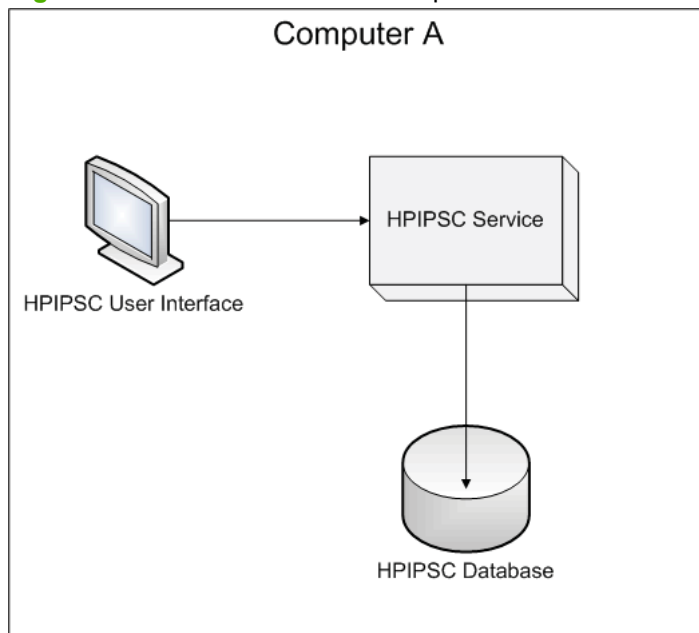 Computer A
HPIPSC Service
HPIPSC User Interface
HPIPSC Database